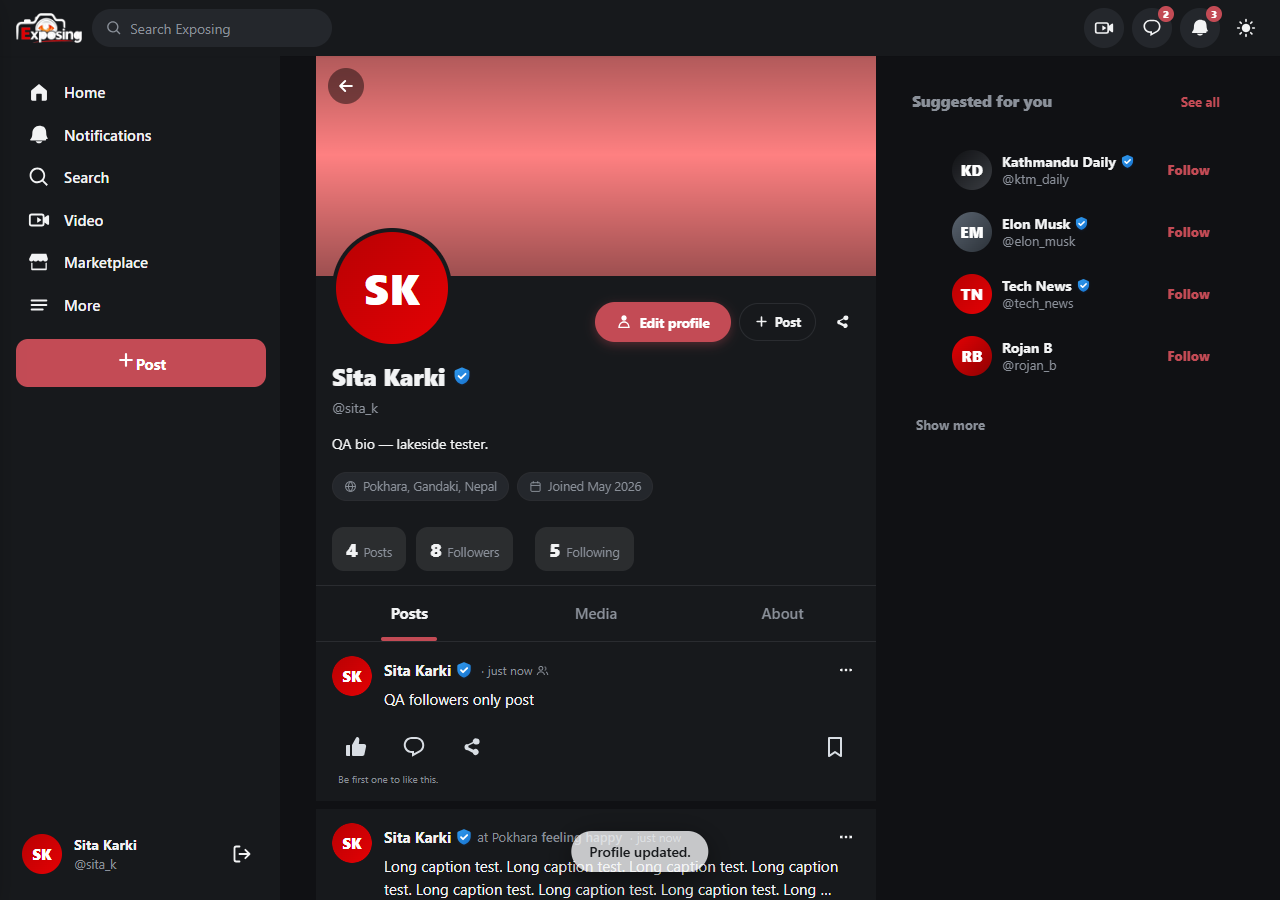 Exposing
Search Exposing
2
3
Home
Notifications
Search
Video
Marketplace
More
Post
Sita Karki
@sita_k
SK
SK
Edit profile
Post
Sita Karki
@sita_k
QA bio — lakeside tester.
Pokhara, Gandaki, Nepal
Joined May 2026
4 Posts
8 Followers
5 Following
Posts
Media
About
SK
Sita Karki · just now
QA followers only post
Be first one to like this.
SK
Sita Karki at Pokhara feeling happy · just now
Long caption test. Long caption test. Long caption test. Long caption
test. Long caption test. Long caption test. Long caption test. Long ...
Profile updated.
Suggested for you
See all
KD
Kathmandu Daily
@ktm_daily
Follow
EM
Elon Musk
@elon_musk
Follow
TN
Tech News
@tech_news
Follow
RB
Rojan B
@rojan_b
Follow
Show more